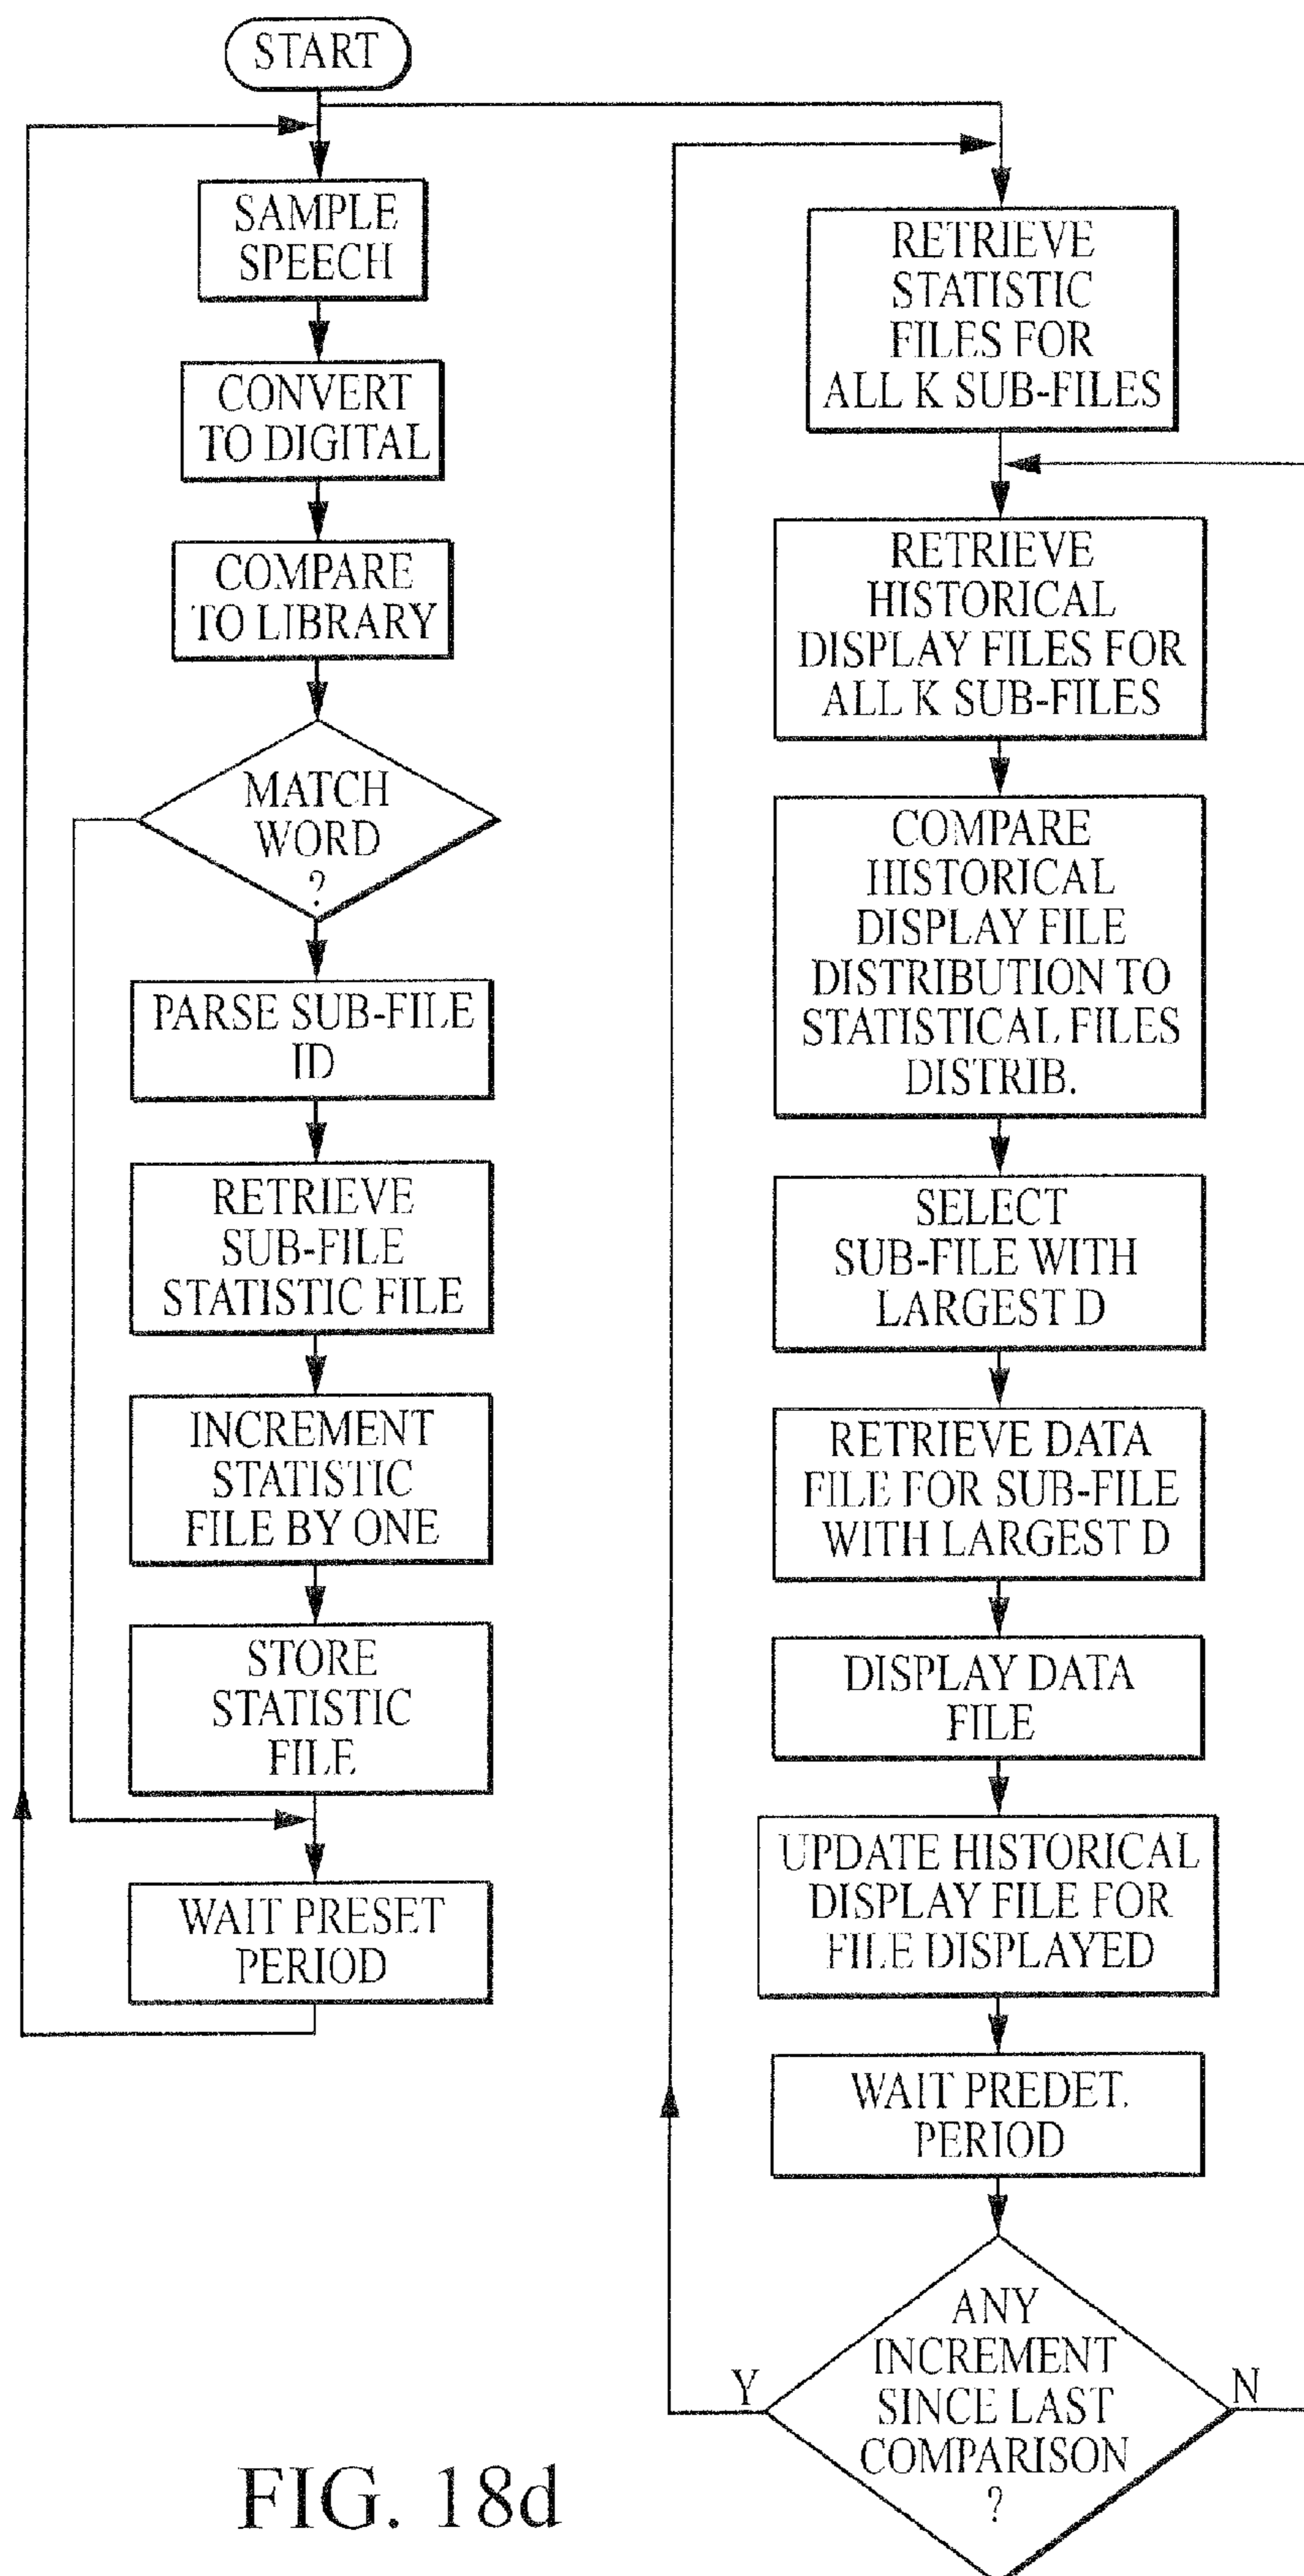 START
SAMPLE
SPEECH
CONVERT
TO DIGITAL
COMPARE
TO LIBRARY
MATCH
WORD
?
PARSE SUB-FILE
ID
RETRIEVE
SUB-FILE
STATISTIC FILE
INCREMENT
STATISTIC
FILE BY ONE
STORE
STATISTIC
FILE
WAIT PRESET
PERIOD
RETRIEVE
STATISTIC
FILES FOR
ALL K SUB-FILES
RETRIEVE
HISTORICAL
DISPLAY FILES FOR
ALL K SUB-FILES
COMPARE
HISTORICAL
DISPLAY FILE
DISTRIBUTION TO
STATISTICAL FILES
DISTRIB.
SELECT
SUB-FILE WITH
LARGEST D
RETRIEVE DATA
FILE FOR SUB-FILE
WITH LARGEST D
DISPLAY DATA
FILE
UPDATE HISTORICAL
DISPLAY FILE FOR
FILE DISPLAYED
WAIT PREDET.
PERIOD
ANY
INCREMENT
SINCE LAST
COMPARISON
?
Y
N
FIG. 18d